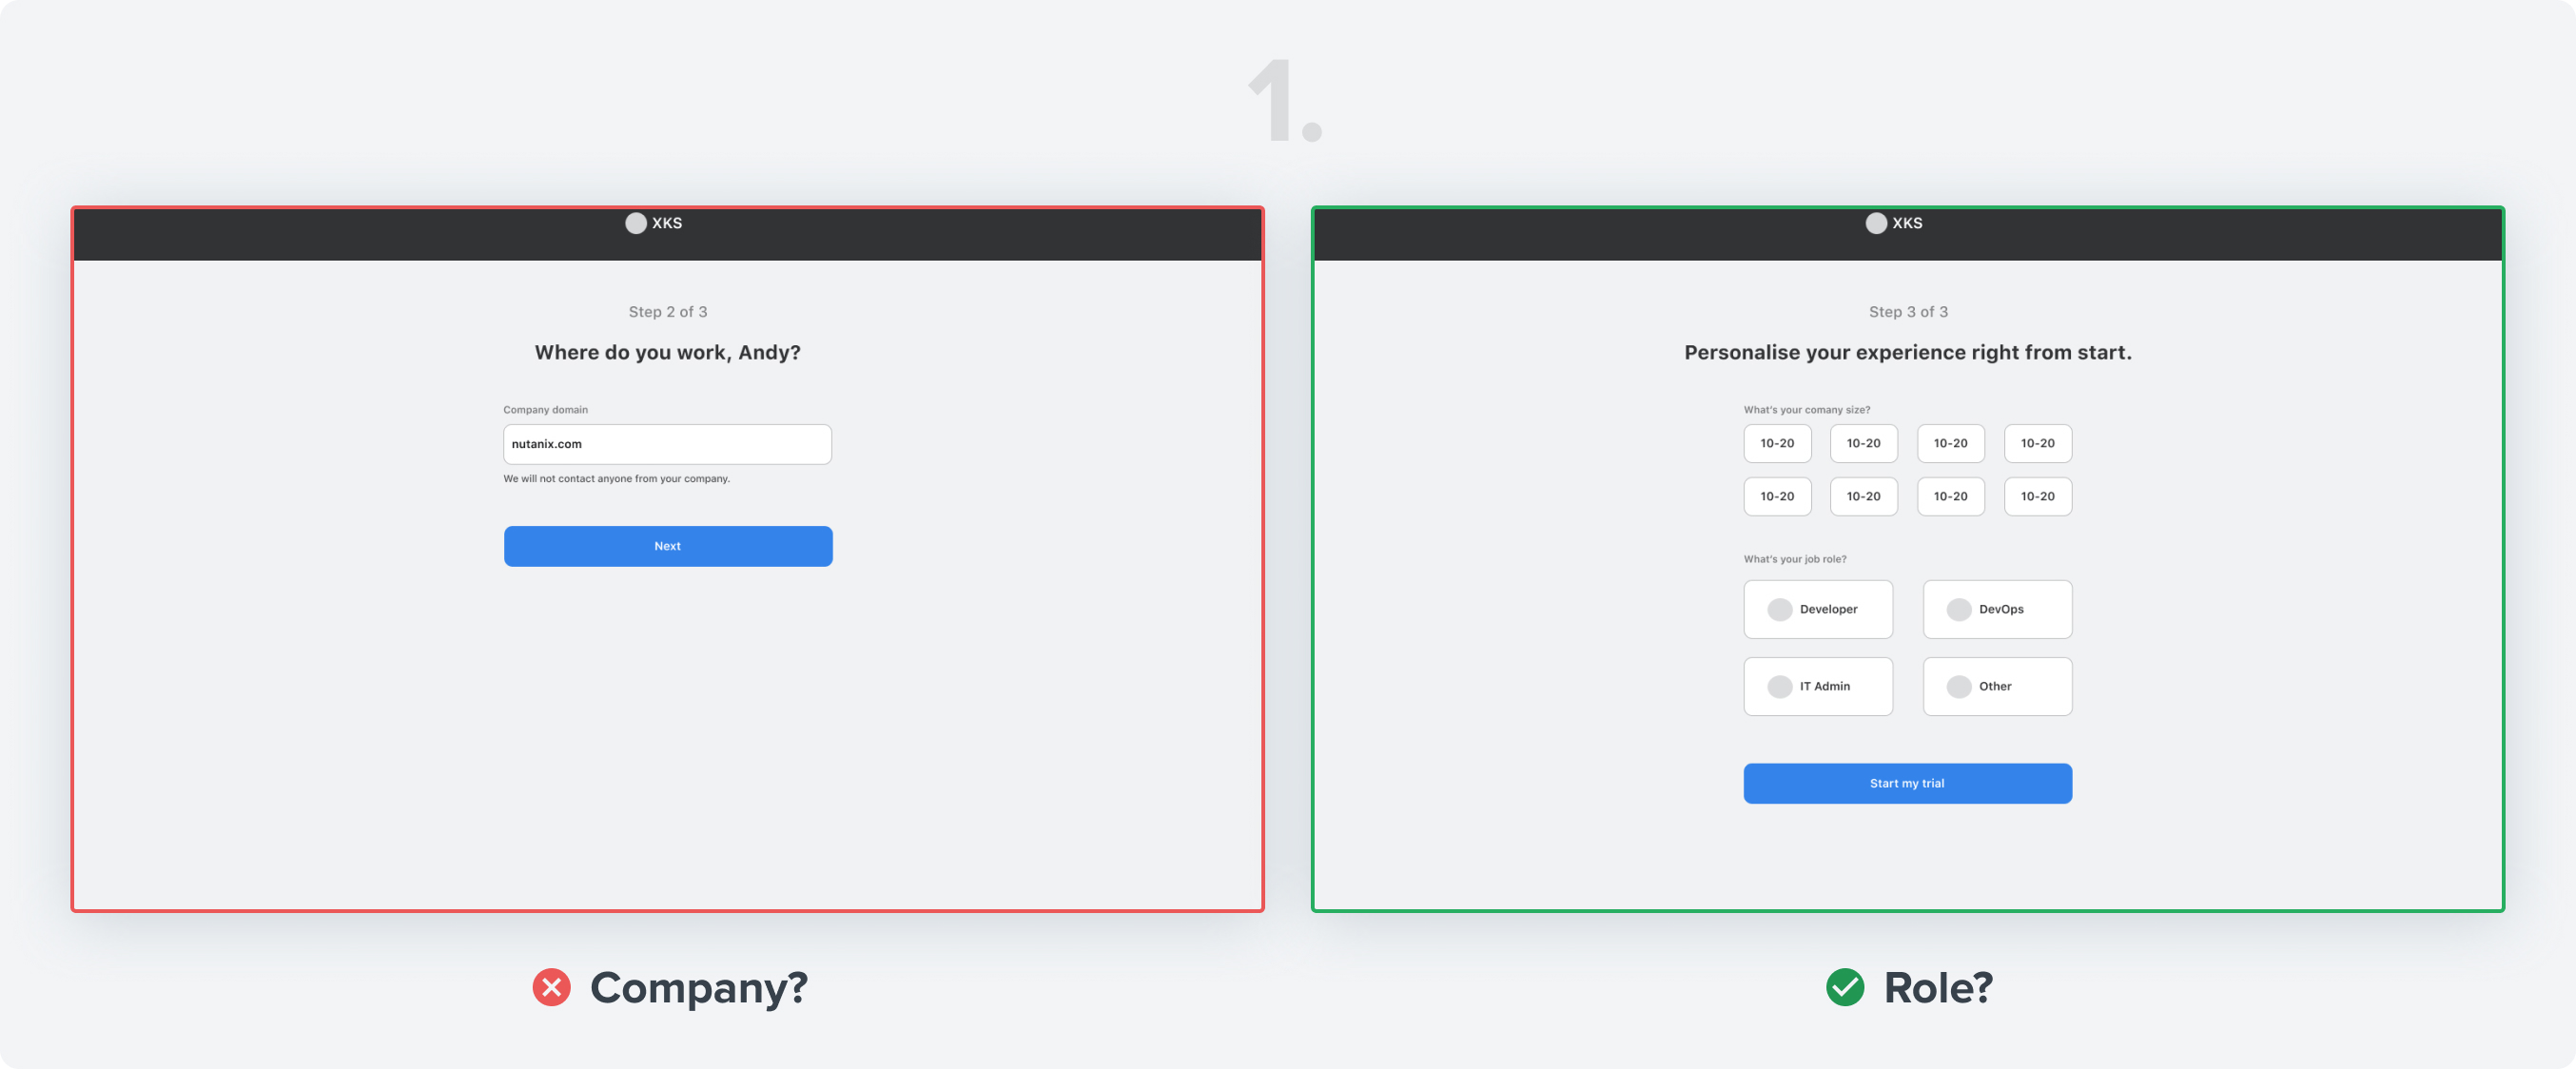 1.
XKS
Step 2 of 3
Where do you work, Andy?
Company domain
nutanix.com
We will not contact anyone from your company.
Next
Company?
XKS
Step 3 of 3
Personalise your experience right from start.
What's your comany size?
10-20 10-20 10-20 10-20
10-20 10-20 10-20 10-20
What's your job role?
Developer DevOps
IT Admin Other
Start my trial
Role?